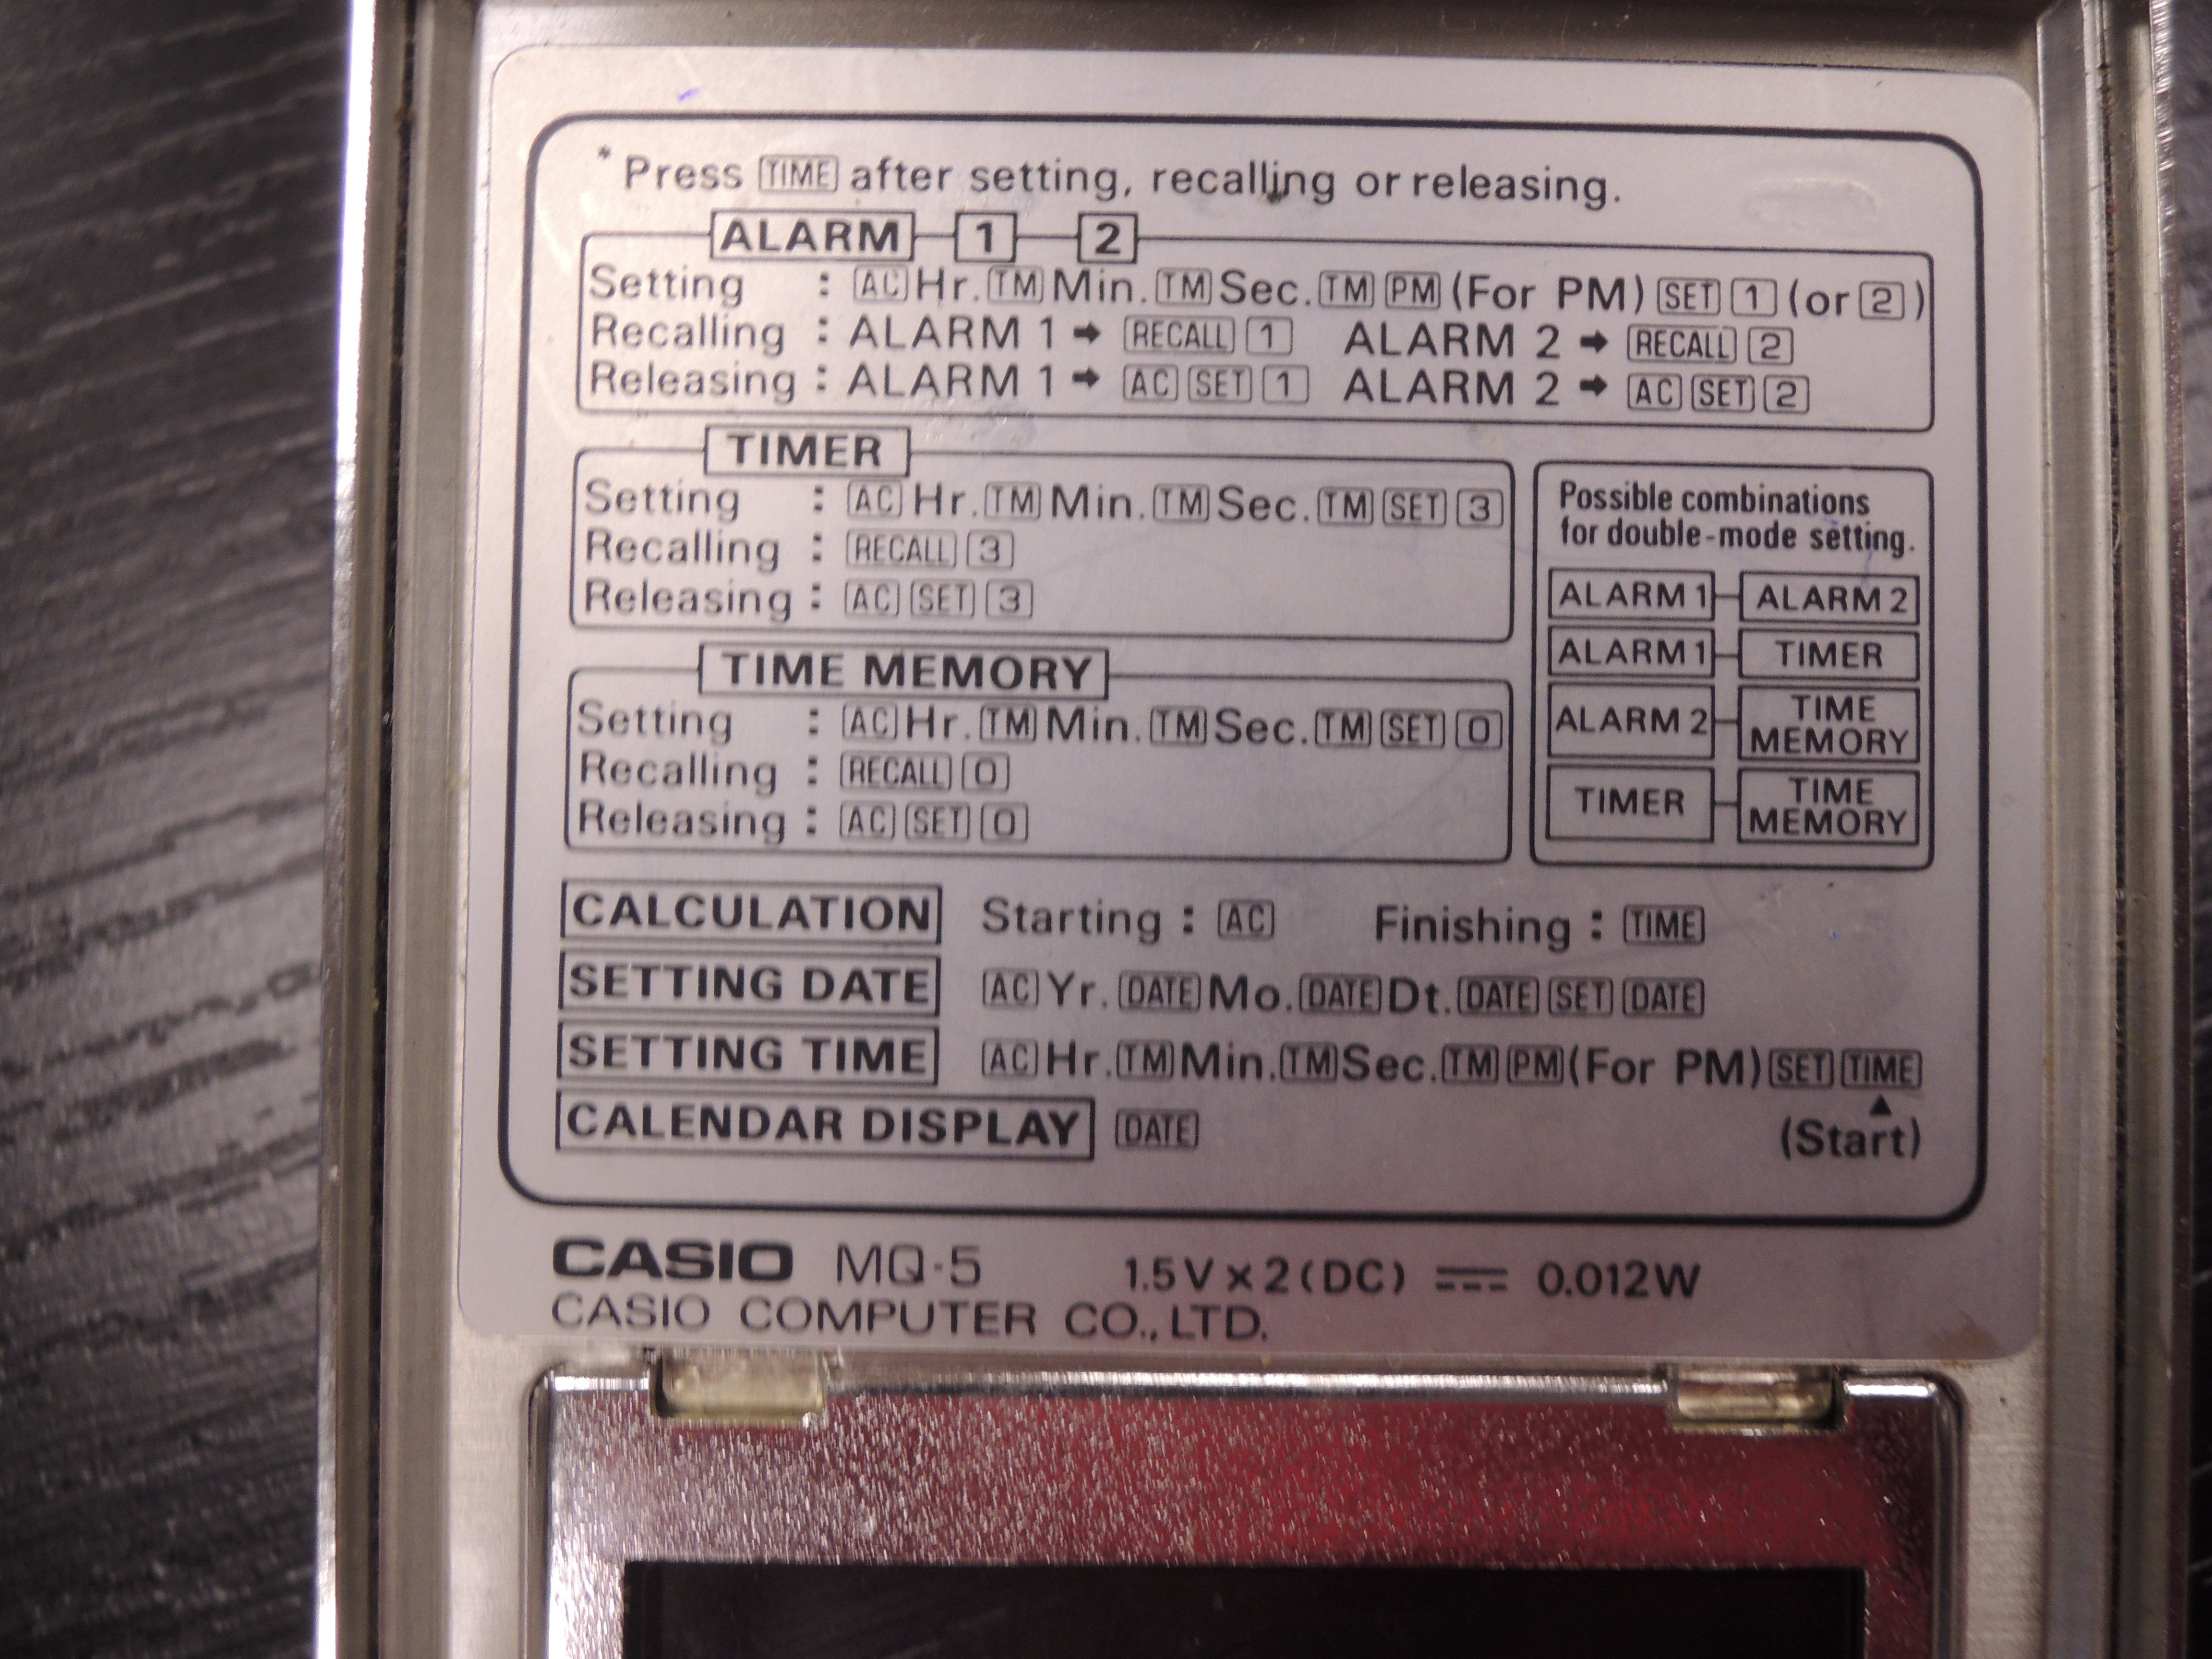 * Press TIME after setting, recalling or releasing.
ALARM 1 2
Setting : AC Hr. TM Min. TM Sec. TM PM (For PM) SET 1 (or 2)
Recalling : ALARM 1 ➡ RECALL 1 ALARM 2 ➡ RECALL 2
Releasing : ALARM 1 ➡ AC SET 1 ALARM 2 ➡ AC SET 2
TIMER
Setting : AC Hr. TM Min. TM Sec. TM SET 3
Recalling : RECALL 3
Releasing : AC SET 3
TIME MEMORY
Setting : AC Hr. TM Min. TM Sec. TM SET 0
Recalling : RECALL 0
Releasing : AC SET 0
Possible combinations
for double-mode setting.
ALARM 1 ALARM 2
ALARM 1 TIMER
ALARM 2 TIME MEMORY
TIMER TIME MEMORY
CALCULATION Starting : AC Finishing : TIME
SETTING DATE AC Yr. DATE Mo. DATE Dt. DATE SET DATE
SETTING TIME AC Hr. TM Min. TM Sec. TM PM (For PM) SET TIME
▲
(Start)
CALENDAR DISPLAY DATE
CASIO MQ-5 1.5V x 2 (DC) ⎓ 0.012W
CASIO COMPUTER CO., LTD.